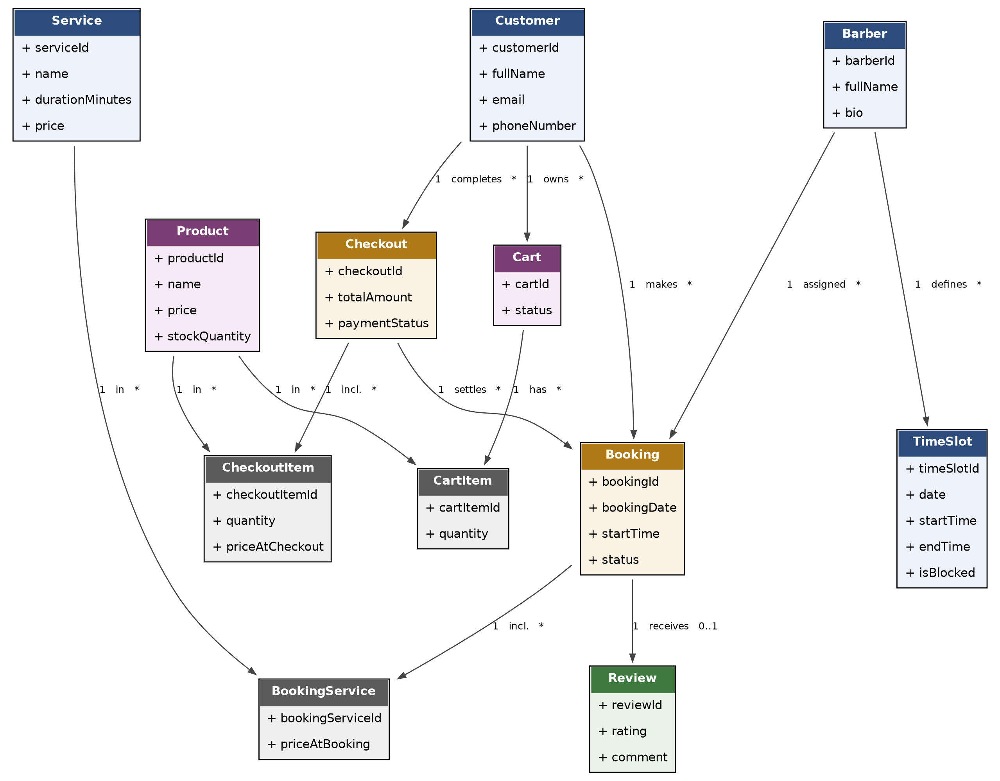 Service
+ serviceId
+ name
+ durationMinutes
+ price
Customer
+ customerId
+ fullName
+ email
+ phoneNumber
Barber
+ barberId
+ fullName
+ bio
1 completes *
1 owns *
Product
+ productId
+ name
+ price
+ stockQuantity
Checkout
+ checkoutId
+ totalAmount
+ paymentStatus
Cart
+ cartId
+ status
1 makes *
1 assigned *
1 defines *
1 in *
1 in *
1 in *
1 incl. *
1 settles *
1 has *
CheckoutItem
+ checkoutItemId
+ quantity
+ priceAtCheckout
CartItem
+ cartItemId
+ quantity
Booking
+ bookingId
+ bookingDate
+ startTime
+ status
TimeSlot
+ timeSlotId
+ date
+ startTime
+ endTime
+ isBlocked
1 incl. *
1 receives 0..1
BookingService
+ bookingServiceId
+ priceAtBooking
Review
+ reviewId
+ rating
+ comment